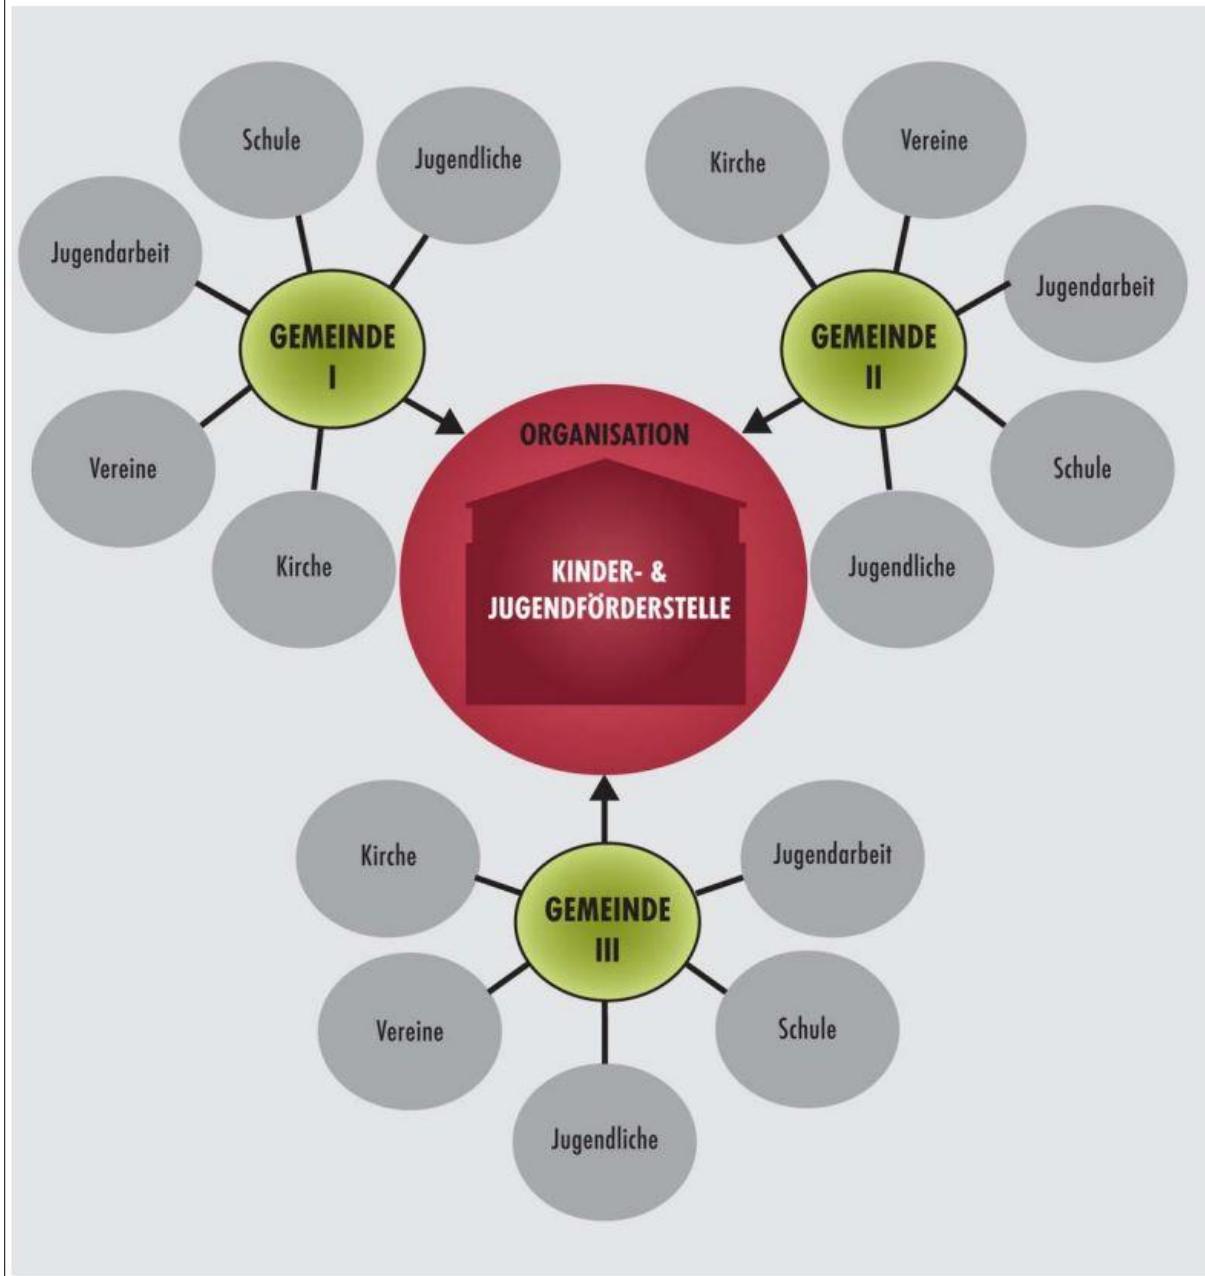 Schule
Jugendliche
Jugendarbeit
GEMEINDE
I
Vereine
Kirche
Kirche
Vereine
Jugendarbeit
GEMEINDE
II
Schule
Jugendliche
ORGANISATION
KINDER- &
JUGENDFÖRDERSTELLE
Kirche
Jugendarbeit
GEMEINDE
III
Vereine
Schule
Jugendliche